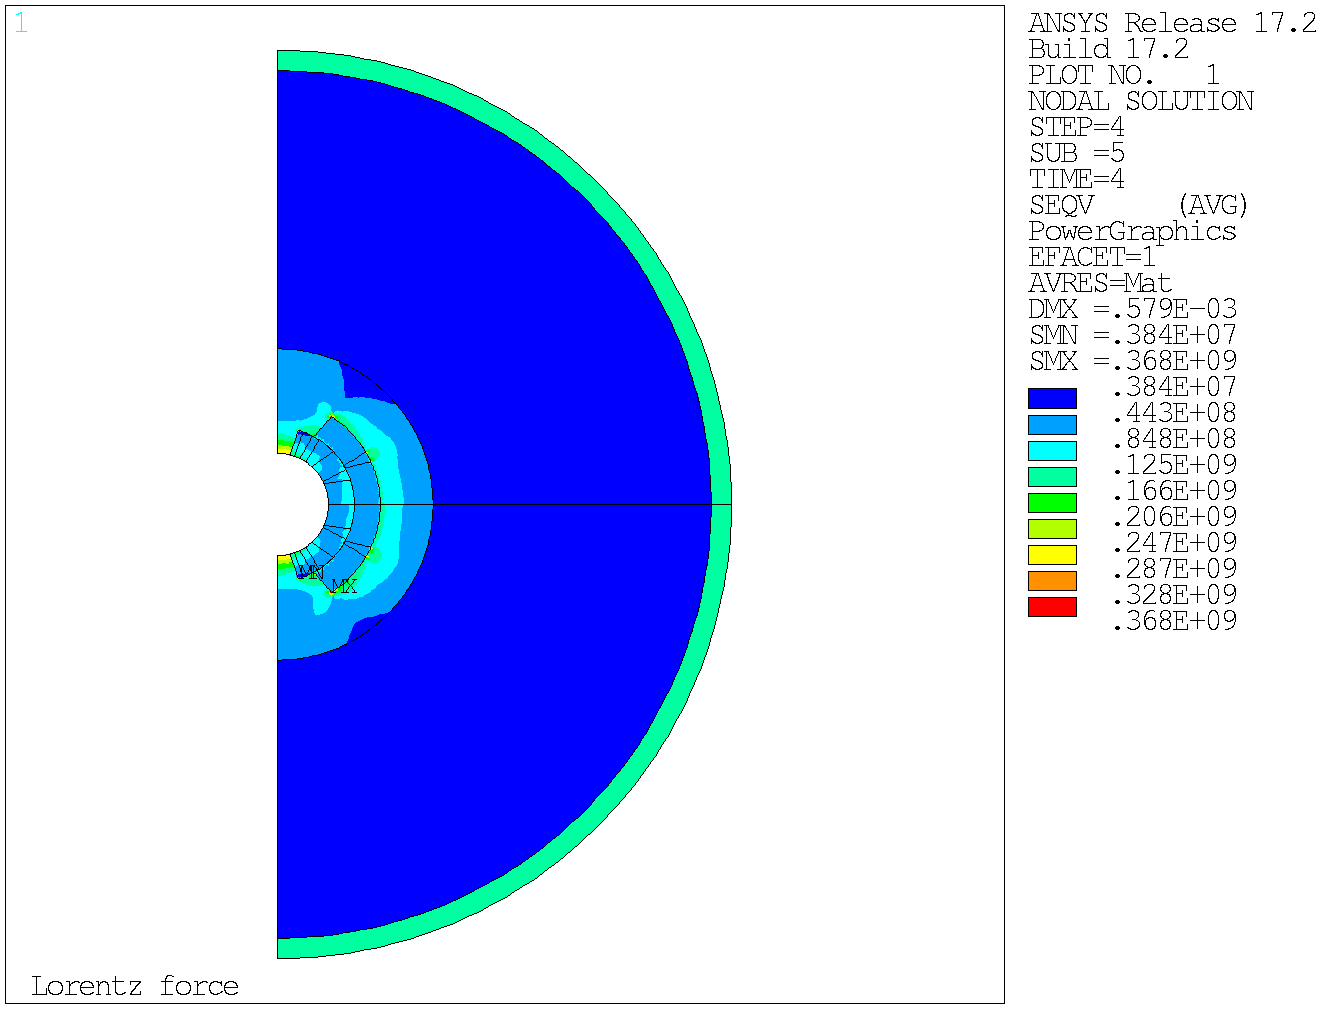 1
ANSYS Release 17.2
Build 17.2
PLOT NO. 1
NODAL SOLUTION
STEP=4
SUB =5
TIME=4
SEQV (AVG)
PowerGraphics
EFACET=1
AVRES=Mat
DMX =.579E-03
SMN =.384E+07
SMX =.368E+09
.384E+07
.443E+08
.848E+08
.125E+09
.166E+09
.206E+09
.247E+09
.287E+09
.328E+09
.368E+09
MN
MX
Lorentz force